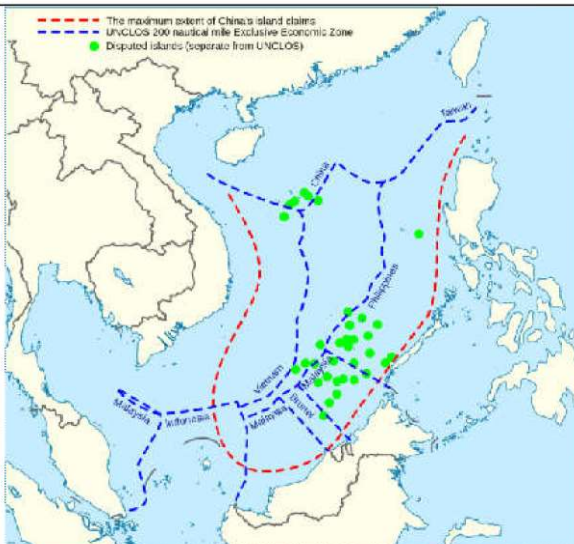 The maximum extent of China's island claims
UNCLOS 200 nautical mile Exclusive Economic Zone
Disputed islands (separate from UNCLOS)
Taiwan
China
Philippines
Vietnam
Malaysia
Malaysia
Indonesia
Malaysia
Brunei